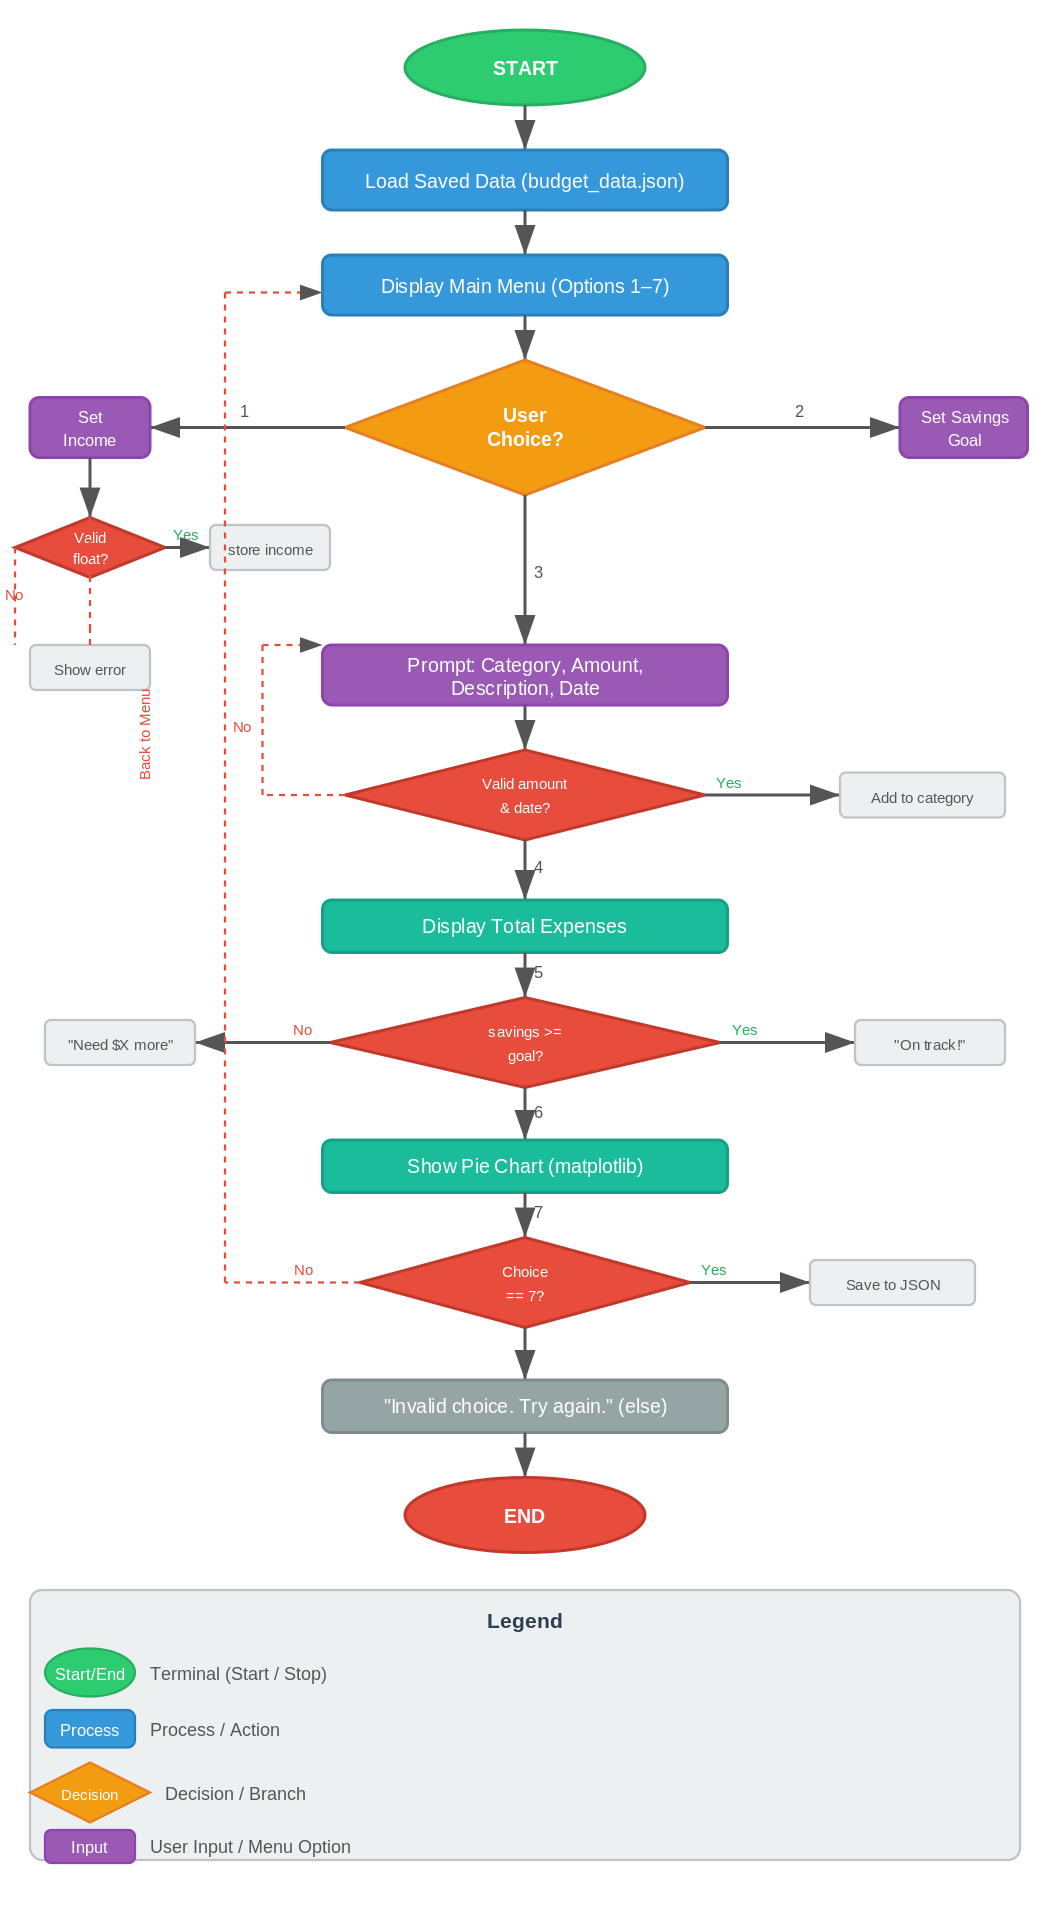 START
Load Saved Data (budget_data.json)
Display Main Menu (Options 1–7)
1
2
Set
Income
User
Choice?
Set Savings
Goal
Valid
float?
Yes
store income
3
No
Show error
Back to Menu
Prompt: Category, Amount,
Description, Date
No
Valid amount
& date?
Yes
Add to category
4
Display Total Expenses
5
"Need $X more"
No
savings >=
goal?
Yes
"On track!"
6
Show Pie Chart (matplotlib)
7
No
Choice
== 7?
Yes
Save to JSON
"Invalid choice. Try again." (else)
END
Legend
Start/End
Terminal (Start / Stop)
Process
Process / Action
Decision
Decision / Branch
Input
User Input / Menu Option